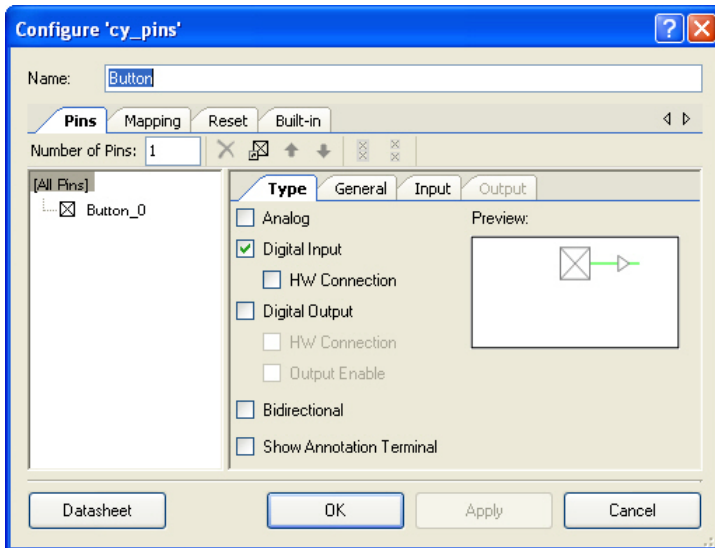 Configure 'cy_pins'
Name: Button
Pins Mapping Reset Built-in
Number of Pins: 1
[All Pins]
Button_0
Type General Input Output
Analog
Preview:
Digital Input
HW Connection
Digital Output
HW Connection
Output Enable
Bidirectional
Show Annotation Terminal
Datasheet OK Apply Cancel